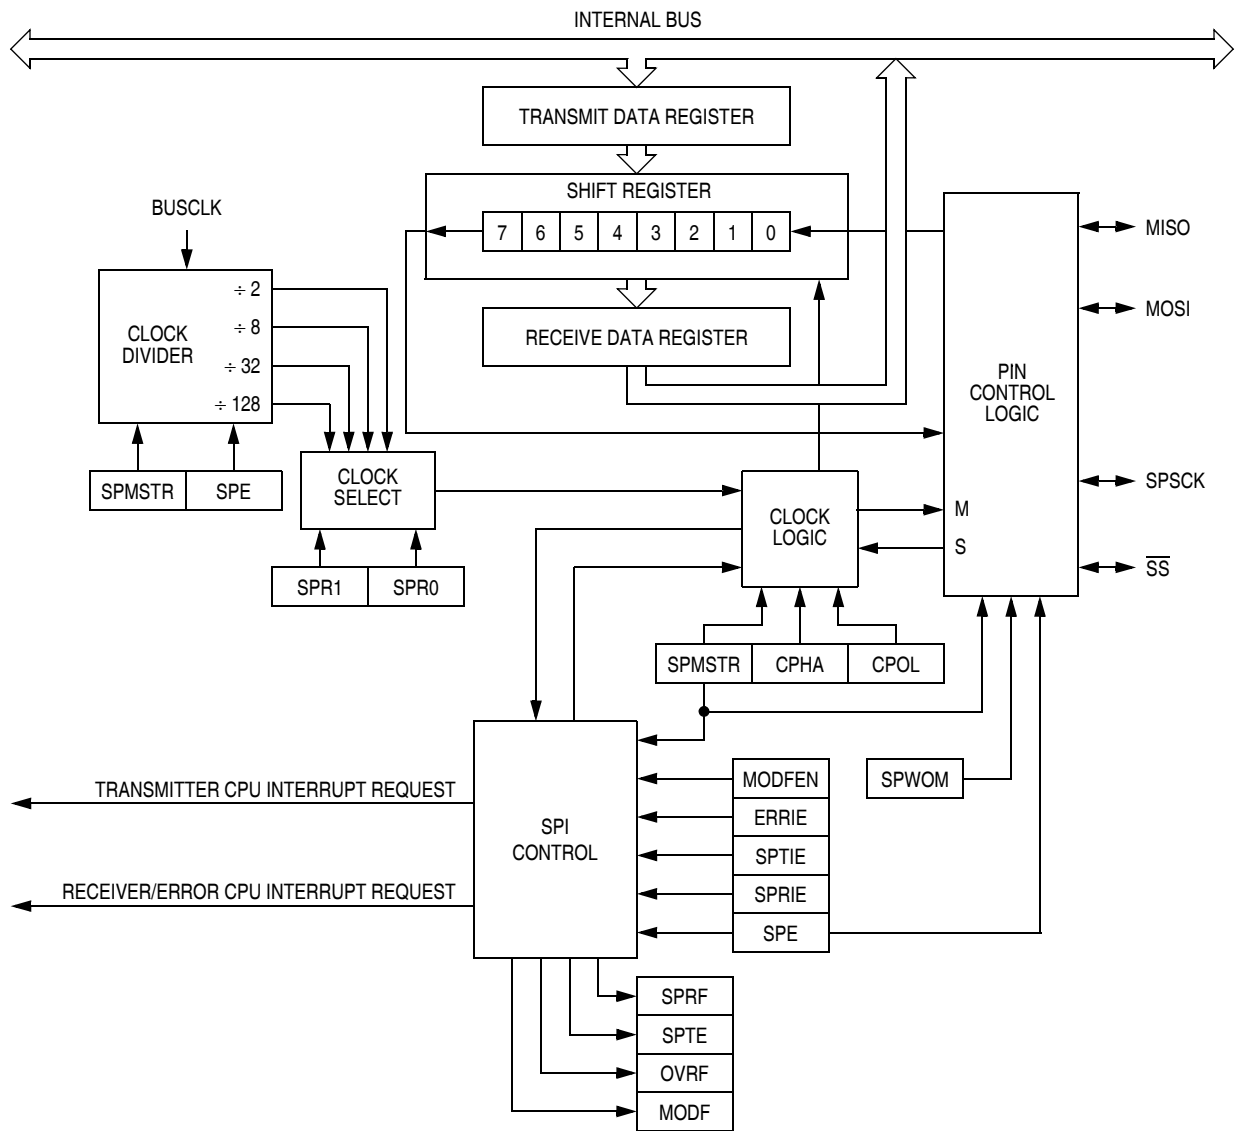 INTERNAL BUS
TRANSMIT DATA REGISTER
SHIFT REGISTER
7 6 5 4 3 2 1 0
RECEIVE DATA REGISTER
BUSCLK
CLOCK
DIVIDER
÷ 2
÷ 8
÷ 32
÷ 128
SPMSTR SPE
CLOCK
SELECT
SPR1 SPR0
CLOCK
LOGIC
PIN
CONTROL
LOGIC
M
S
MISO
MOSI
SPSCK
SS
SPMSTR CPHA CPOL
TRANSMITTER CPU INTERRUPT REQUEST
RECEIVER/ERROR CPU INTERRUPT REQUEST
SPI
CONTROL
MODFEN
ERRIE
SPTIE
SPRIE
SPE
SPWOM
SPRF
SPTE
OVRF
MODF